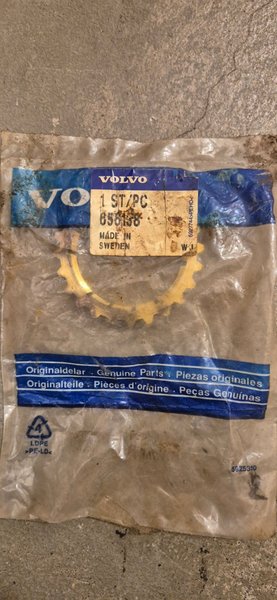 VOLVO
VO
1 ST/PC
MADE IN
SWEDEN
W 1
Originaldelar . Genuine Parts . Piezas originales
Originalteile . Pièces d'origine . Peças Genuínas
LDPE
>PE-LD<